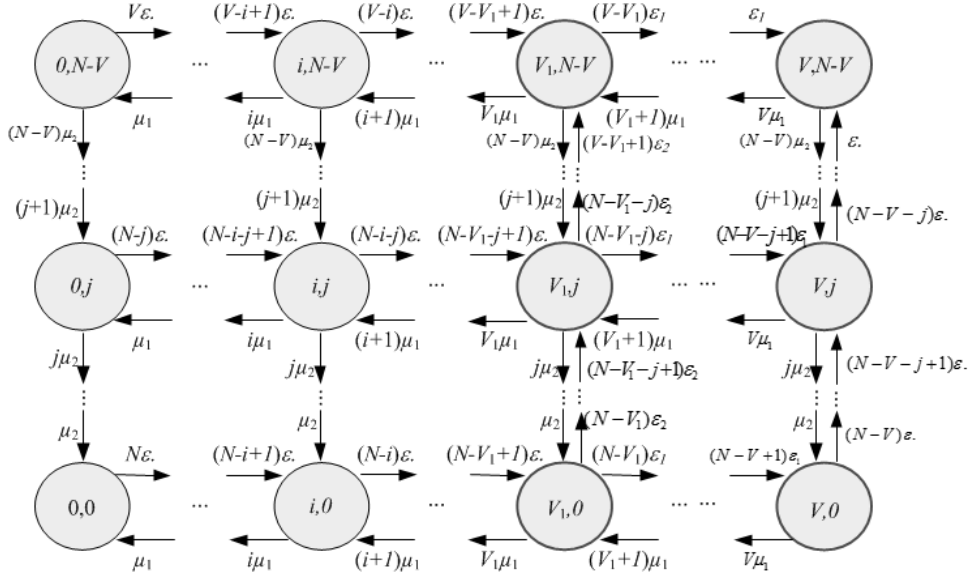 Vε. (V-i+1)ε. (V-i)ε. (V-V₁+1)ε. (V-V₁)ε₁ ε₁
0,N-V ... i,N-V ... V₁,N-V ... ... V,N-V
μ₁ iμ₁ (i+1)μ₁ V₁μ₁ (V₁+1)μ₁ Vμ₁
(N-V)μ₂ (N-V)μ₂ (N-V)μ₂ (V-V₁+1)ε₂ (N-V)μ₂ ε.
(j+1)μ₂ (j+1)μ₂ (j+1)μ₂ (N-V₁-j)ε₂ (j+1)μ₂ (N-V-j)ε.
(N-j)ε. (N-i-j+1)ε. (N-i-j)ε. (N-V₁-j+1)ε. (N-V₁-j)ε₁ (N-V-j+1)ε₁
0,j ... i,j ... V₁,j ... ... V,j
μ₁ iμ₁ (i+1)μ₁ V₁μ₁ (V₁+1)μ₁ Vμ₁
jμ₂ jμ₂ jμ₂ (N-V₁-j+1)ε₂ jμ₂ (N-V-j+1)ε.
μ₂ μ₂ μ₂ (N-V₁)ε₂ μ₂ (N-V)ε.
Nε. (N-i+1)ε. (N-i)ε. (N-V₁+1)ε. (N-V₁)ε₁ (N-V+1)ε₁
0,0 ... i,0 ... V₁,0 ... ... V,0
μ₁ iμ₁ (i+1)μ₁ V₁μ₁ (V₁+1)μ₁ Vμ₁